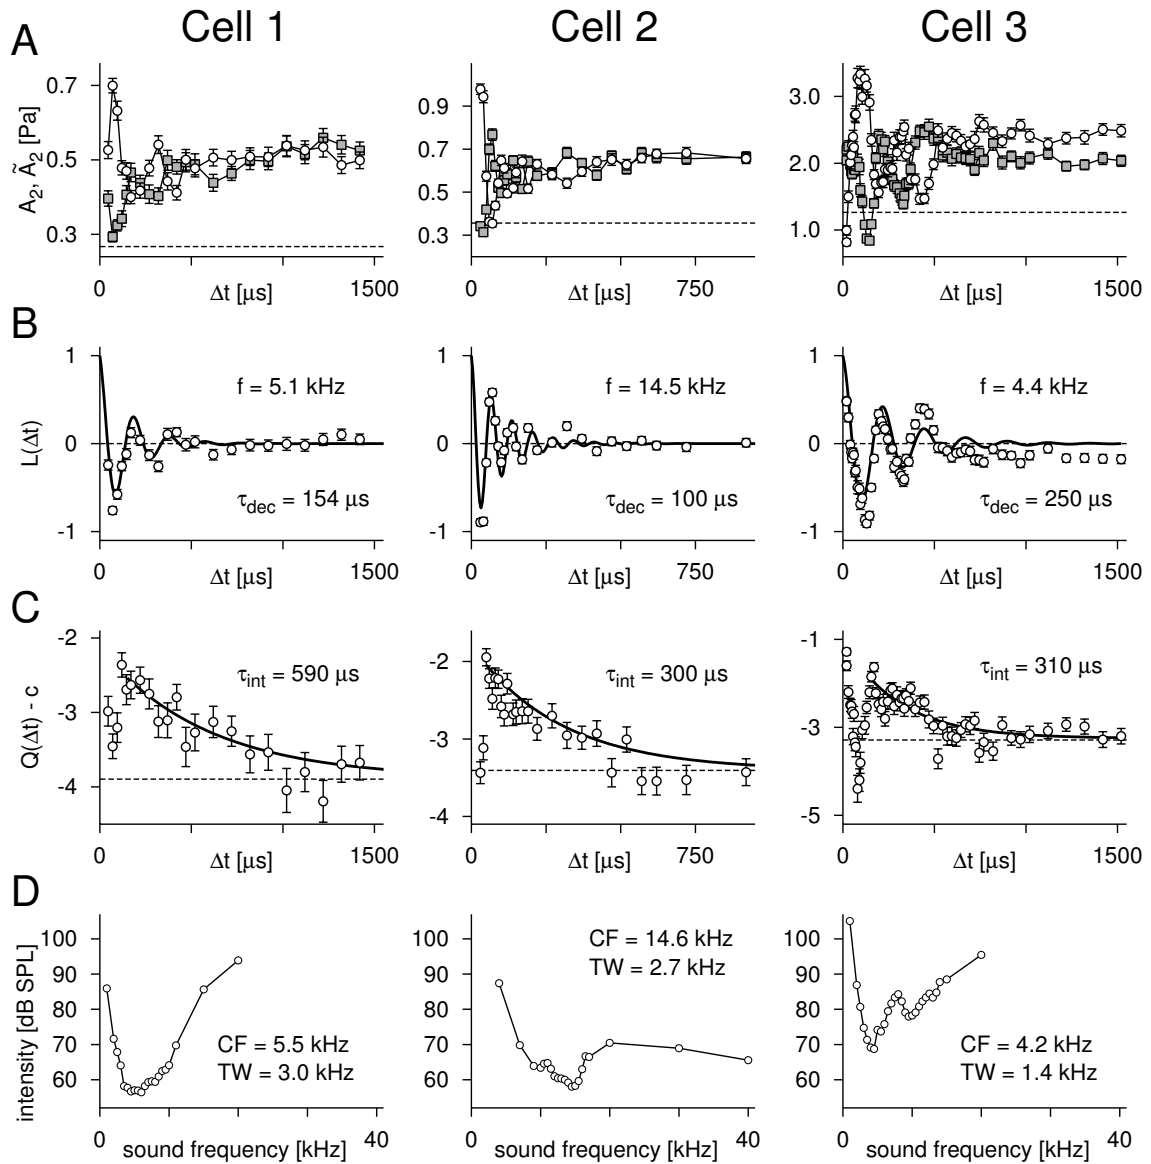 Cell 1 Cell 2 Cell 3
A
A₂, Ã₂ [Pa]
0.7
0.5
0.3
0 Δt [μs] 1500
0.9
0.7
0.5
0.3
0 Δt [μs] 750
3.0
2.0
1.0
0 Δt [μs] 1500
B
L(Δt)
1
0
-1
f = 5.1 kHz
τdec = 154 μs
0 Δt [μs] 1500
1
0
-1
f = 14.5 kHz
τdec = 100 μs
0 Δt [μs] 750
1
0
-1
f = 4.4 kHz
τdec = 250 μs
0 Δt [μs] 1500
C
Q(Δt) - c
-2
-3
-4
τint = 590 μs
0 Δt [μs] 1500
-2
-3
-4
τint = 300 μs
0 Δt [μs] 750
-1
-3
-5
τint = 310 μs
0 Δt [μs] 1500
D
intensity [dB SPL]
100
90
80
70
60
CF = 5.5 kHz
TW = 3.0 kHz
0 40
sound frequency [kHz]
100
90
80
70
60
CF = 14.6 kHz
TW = 2.7 kHz
0 40
sound frequency [kHz]
100
90
80
70
60
CF = 4.2 kHz
TW = 1.4 kHz
0 40
sound frequency [kHz]